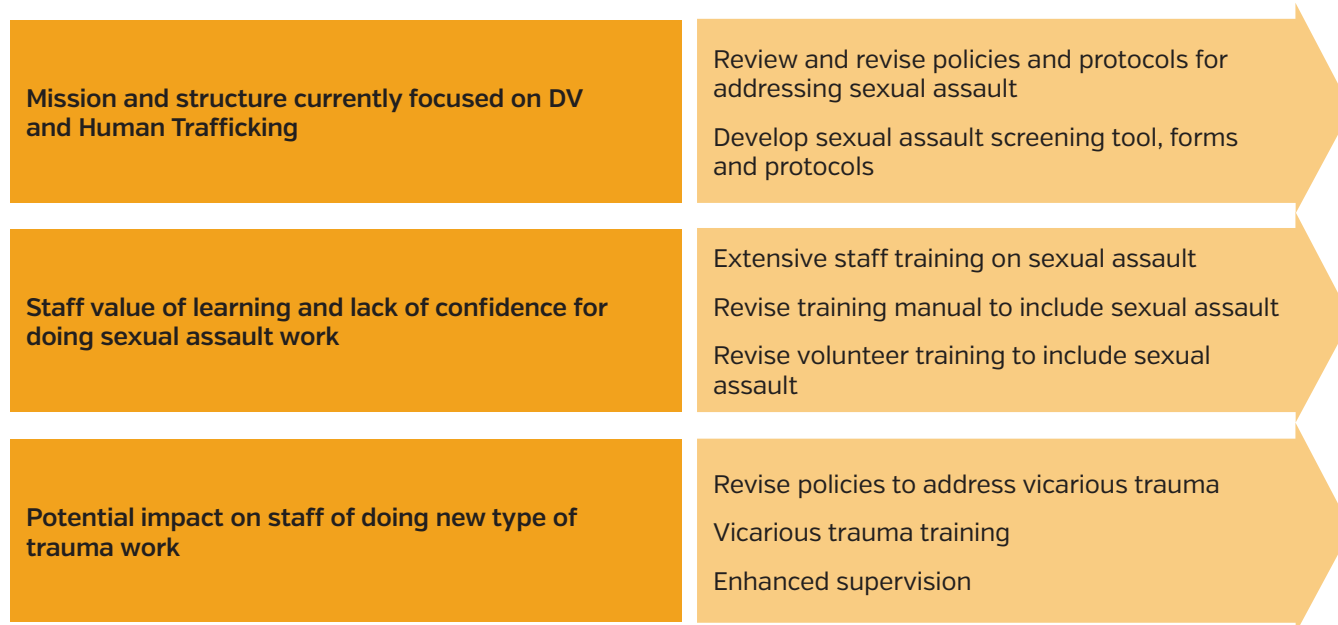 Mission and structure currently focused on DV
and Human Trafficking
Review and revise policies and protocols for
addressing sexual assault
Develop sexual assault screening tool, forms
and protocols
Staff value of learning and lack of confidence for
doing sexual assault work
Extensive staff training on sexual assault
Revise training manual to include sexual assault
Revise volunteer training to include sexual
assault
Potential impact on staff of doing new type of
trauma work
Revise policies to address vicarious trauma
Vicarious trauma training
Enhanced supervision